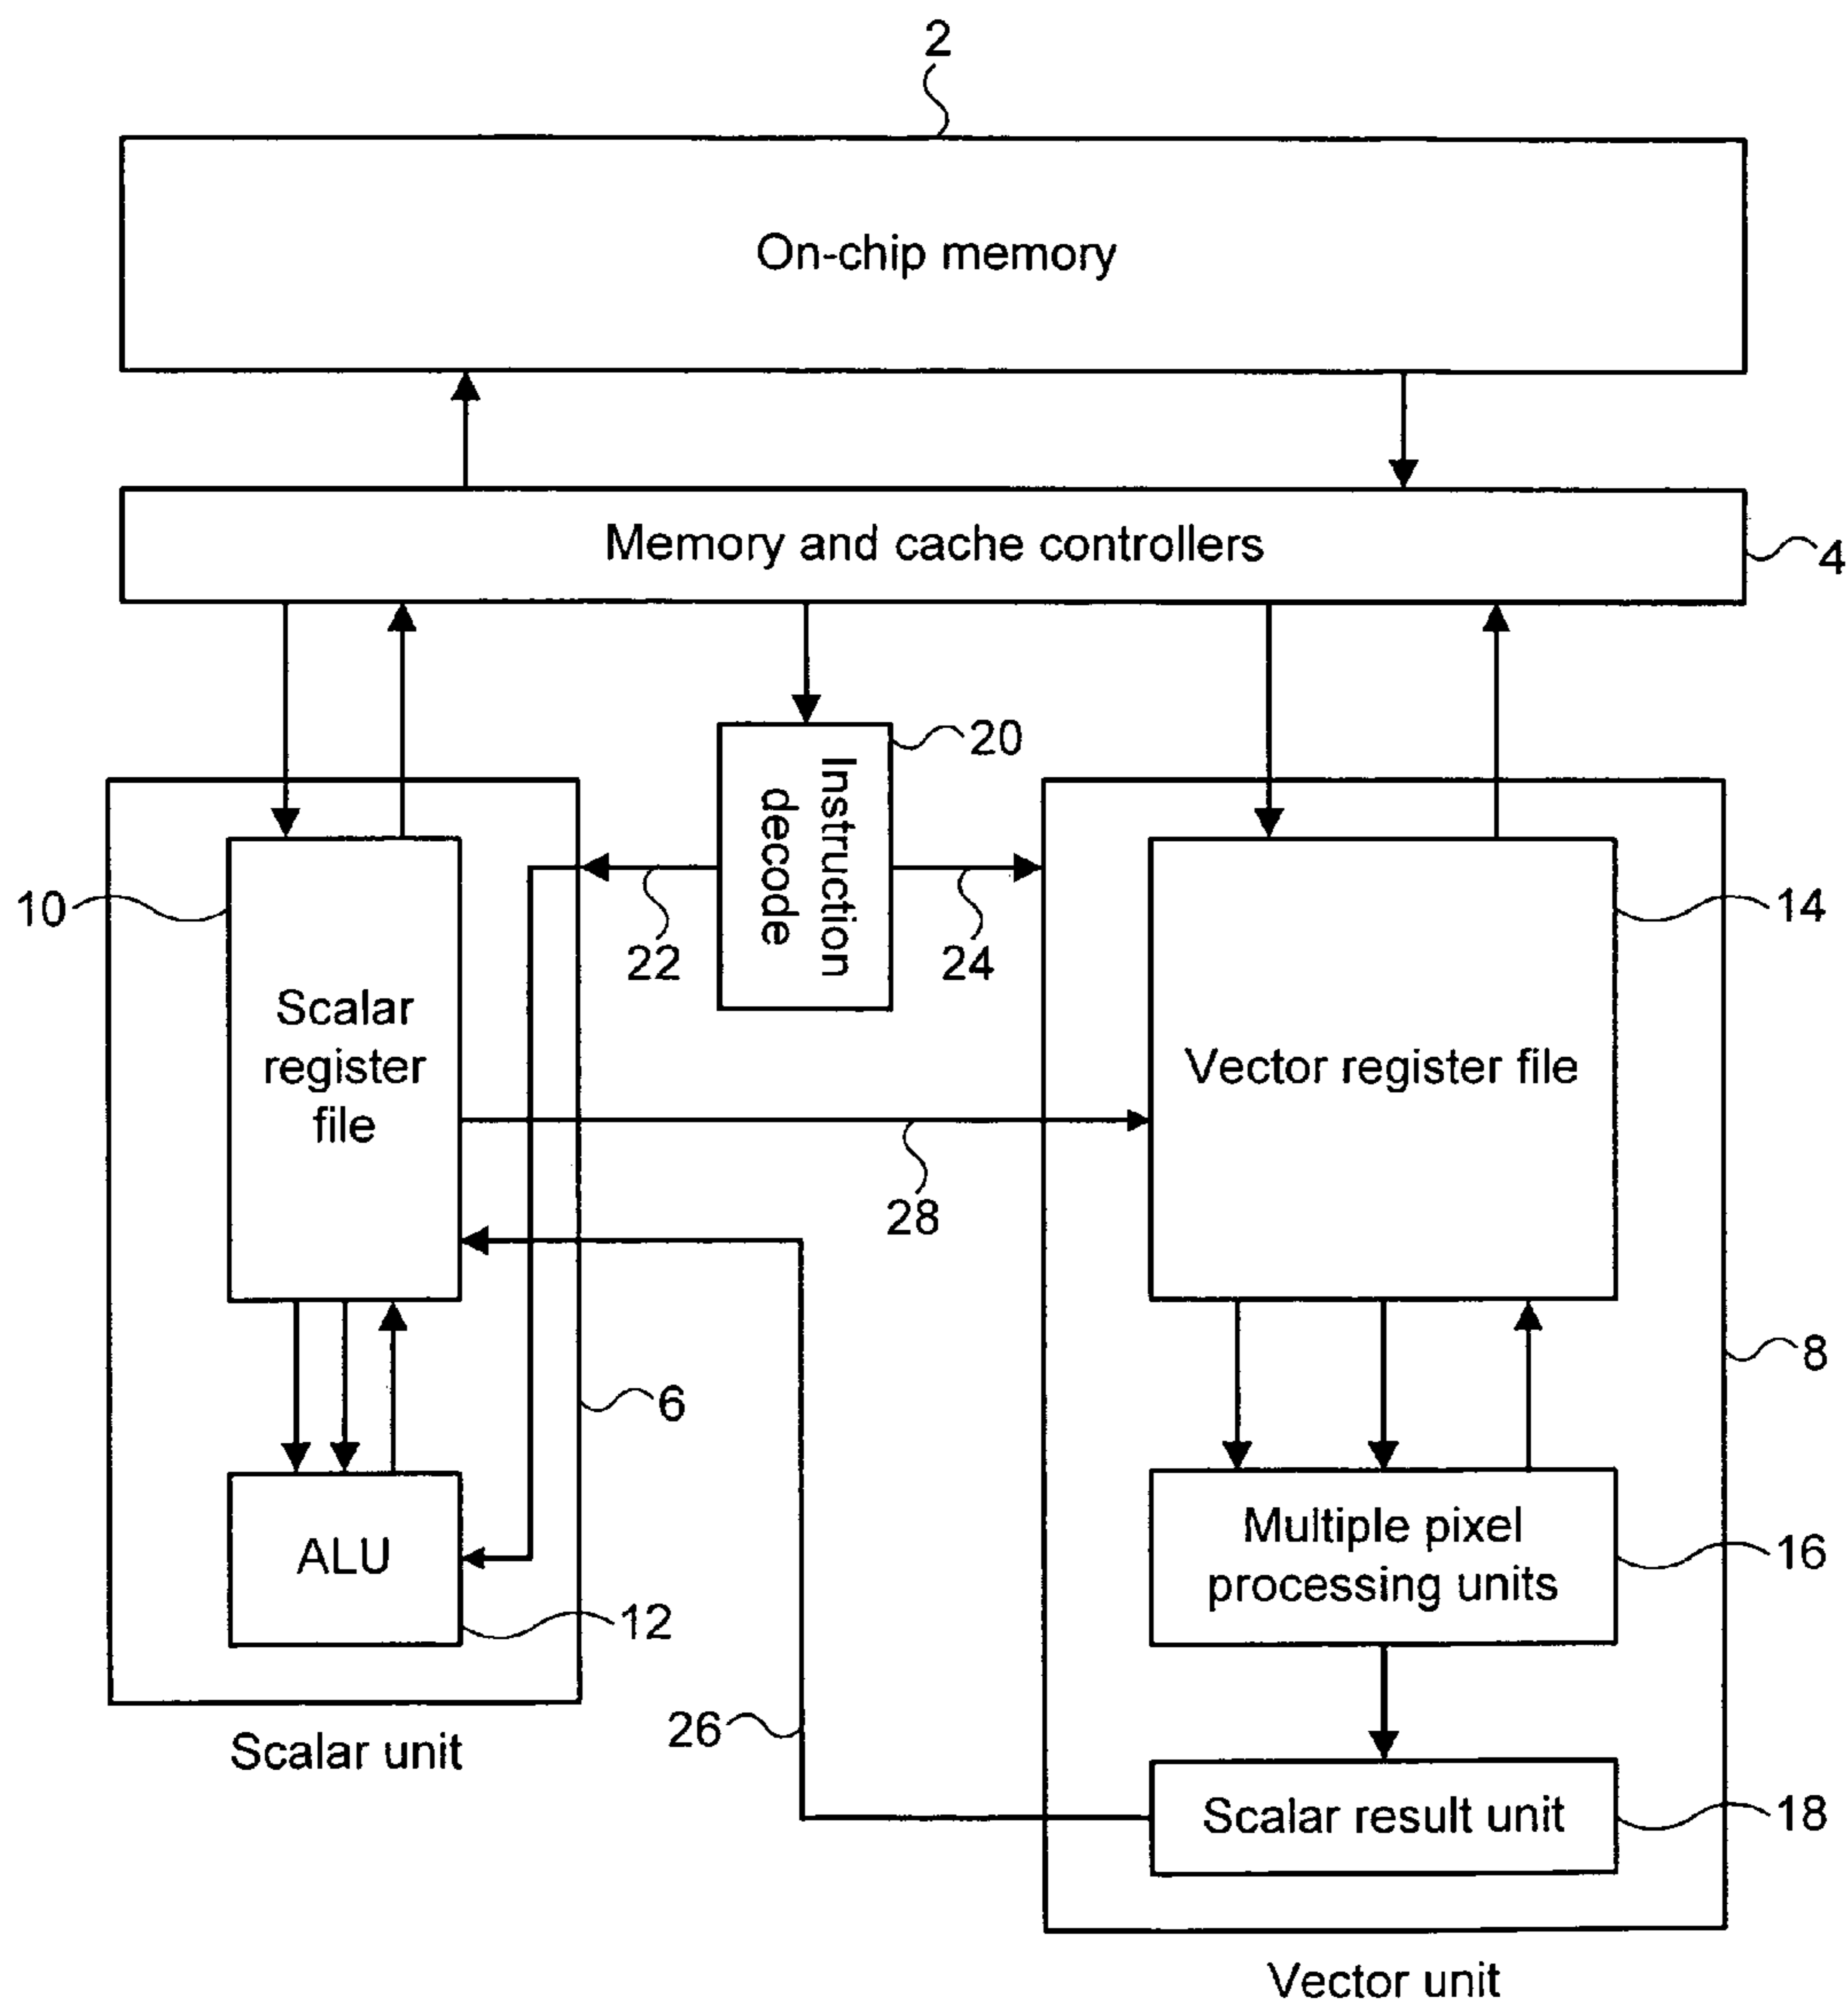 2
On-chip memory
Memory and cache controllers
4
20
Instruction
decode
10
22
24
14
Scalar
register
file
Vector register file
28
8
6
ALU
Multiple pixel
processing units
16
12
26
Scalar unit
Scalar result unit
18
Vector unit